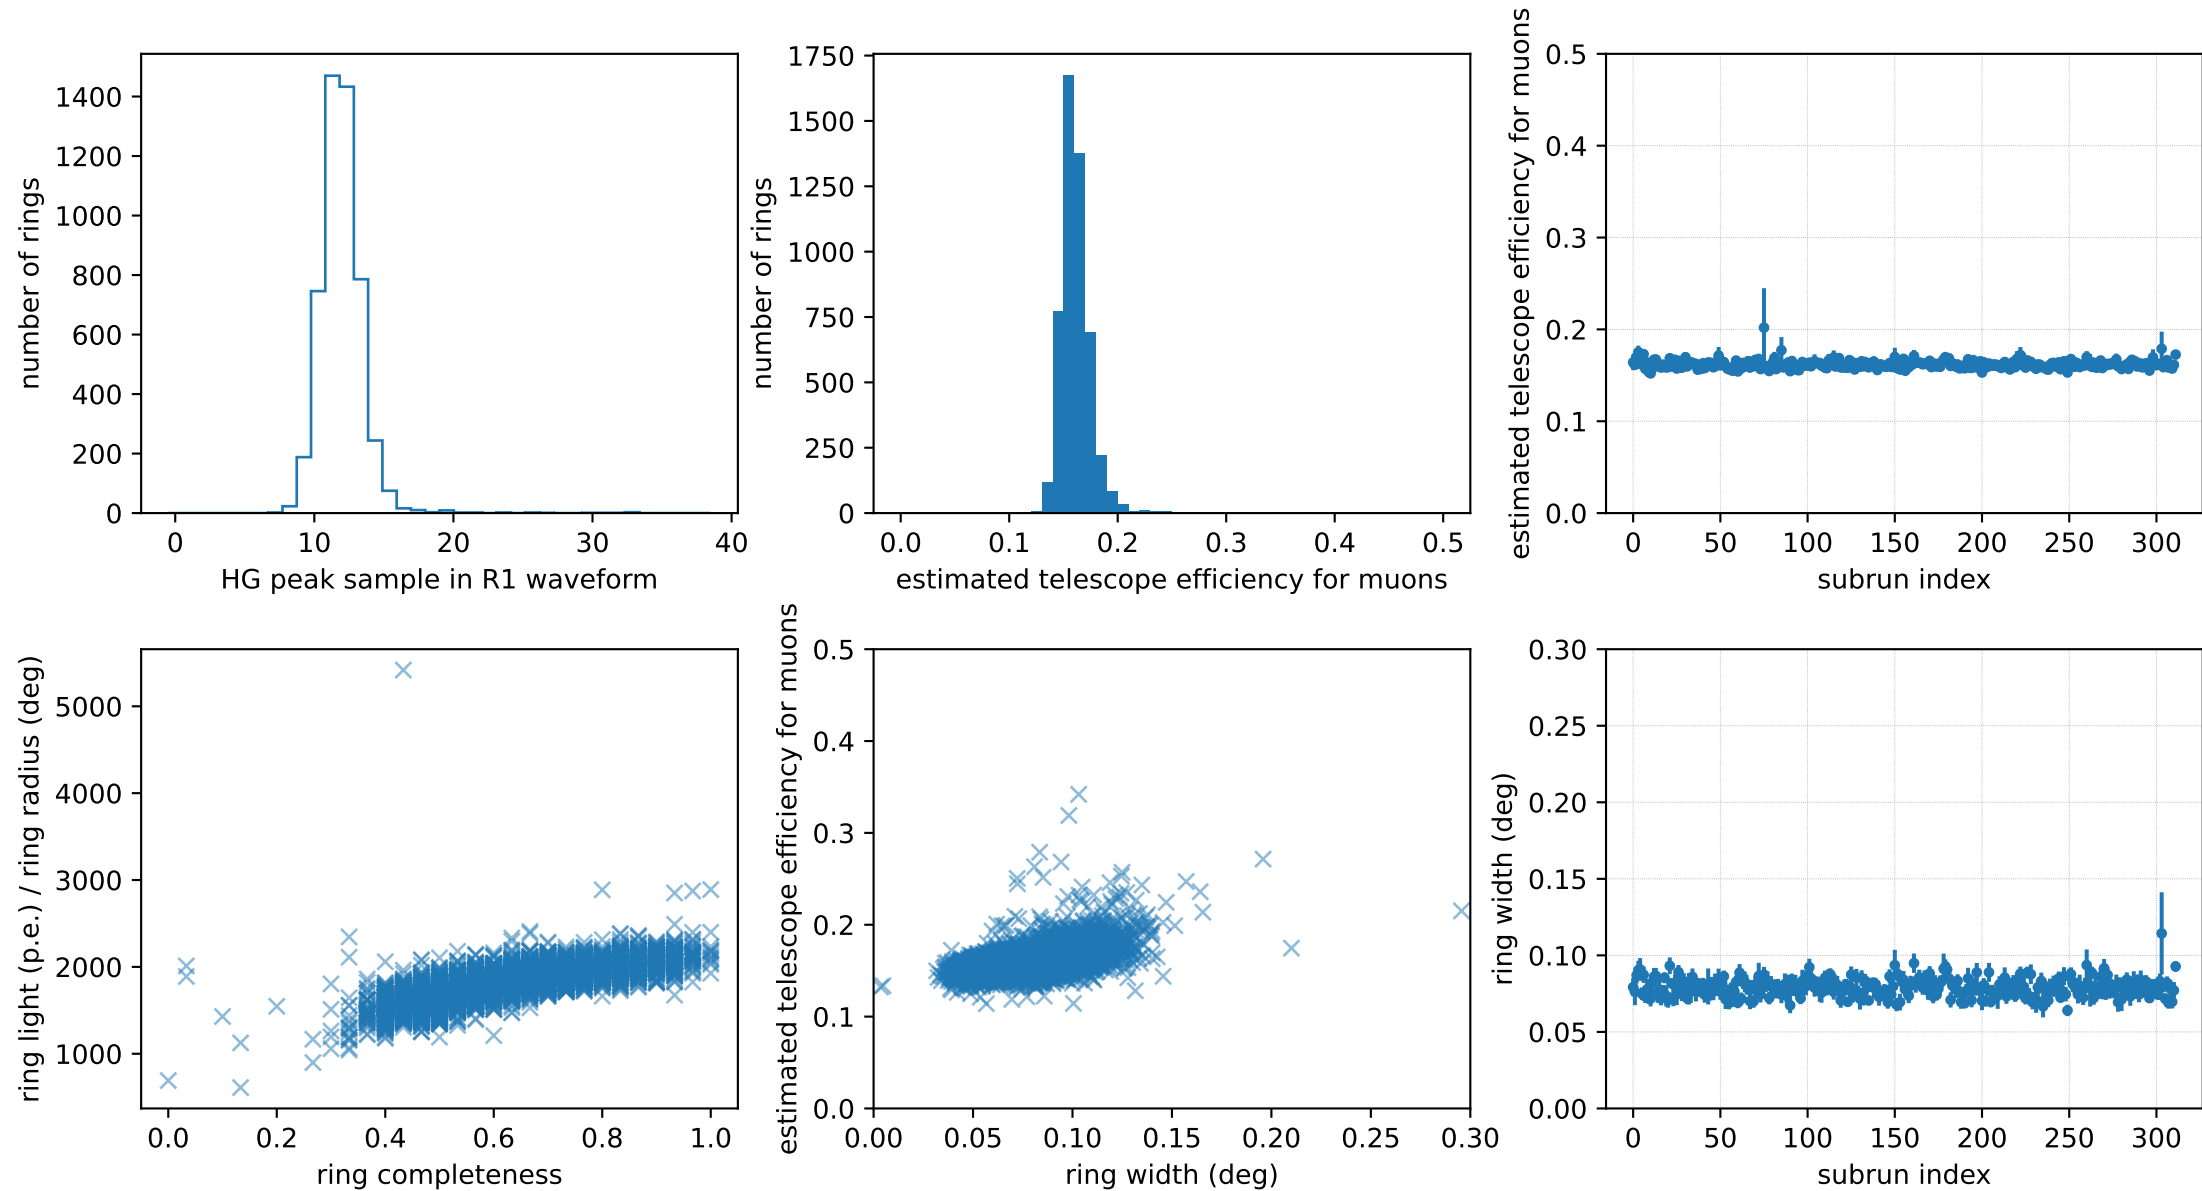 1400
1200
1000
800
600
400
200
0
number of rings
0 10 20 30 40
HG peak sample in R1 waveform
1750
1500
1250
1000
750
500
250
0
number of rings
0.0 0.1 0.2 0.3 0.4 0.5
estimated telescope efficiency for muons
0.5
0.4
0.3
0.2
0.1
0.0
estimated telescope efficiency for muons
0 50 100 150 200 250 300
subrun index
5000
4000
3000
2000
1000
ring light (p.e.) / ring radius (deg)
0.0 0.2 0.4 0.6 0.8 1.0
ring completeness
0.5
0.4
0.3
0.2
0.1
0.0
estimated telescope efficiency for muons
0.00 0.05 0.10 0.15 0.20 0.25 0.30
ring width (deg)
0.30
0.25
0.20
0.15
0.10
0.05
0.00
ring width (deg)
0 50 100 150 200 250 300
subrun index